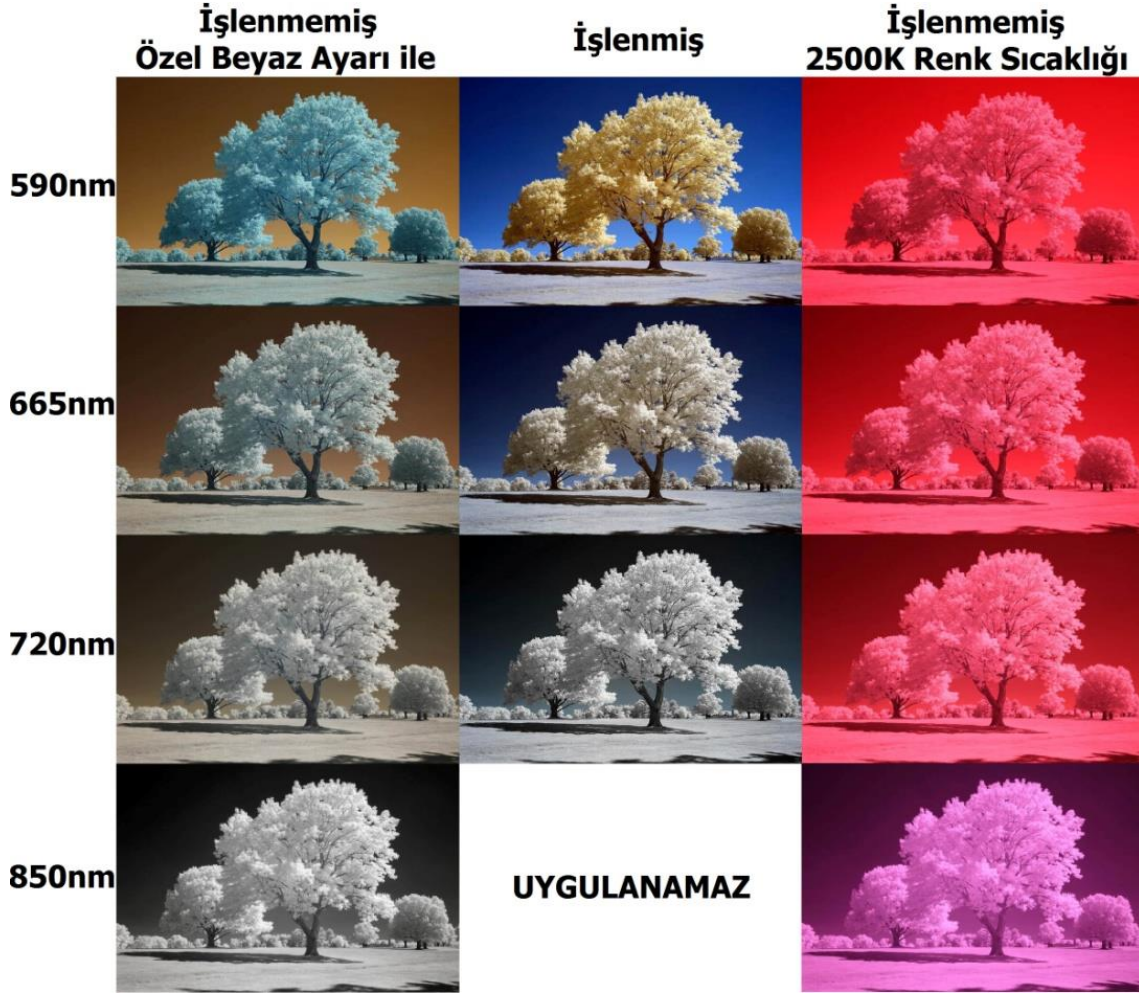 İşlenmemiş
Özel Beyaz Ayarı ile
İşlenmiş
İşlenmemiş
2500K Renk Sıcaklığı
590nm
665nm
720nm
850nm
UYGULANAMAZ